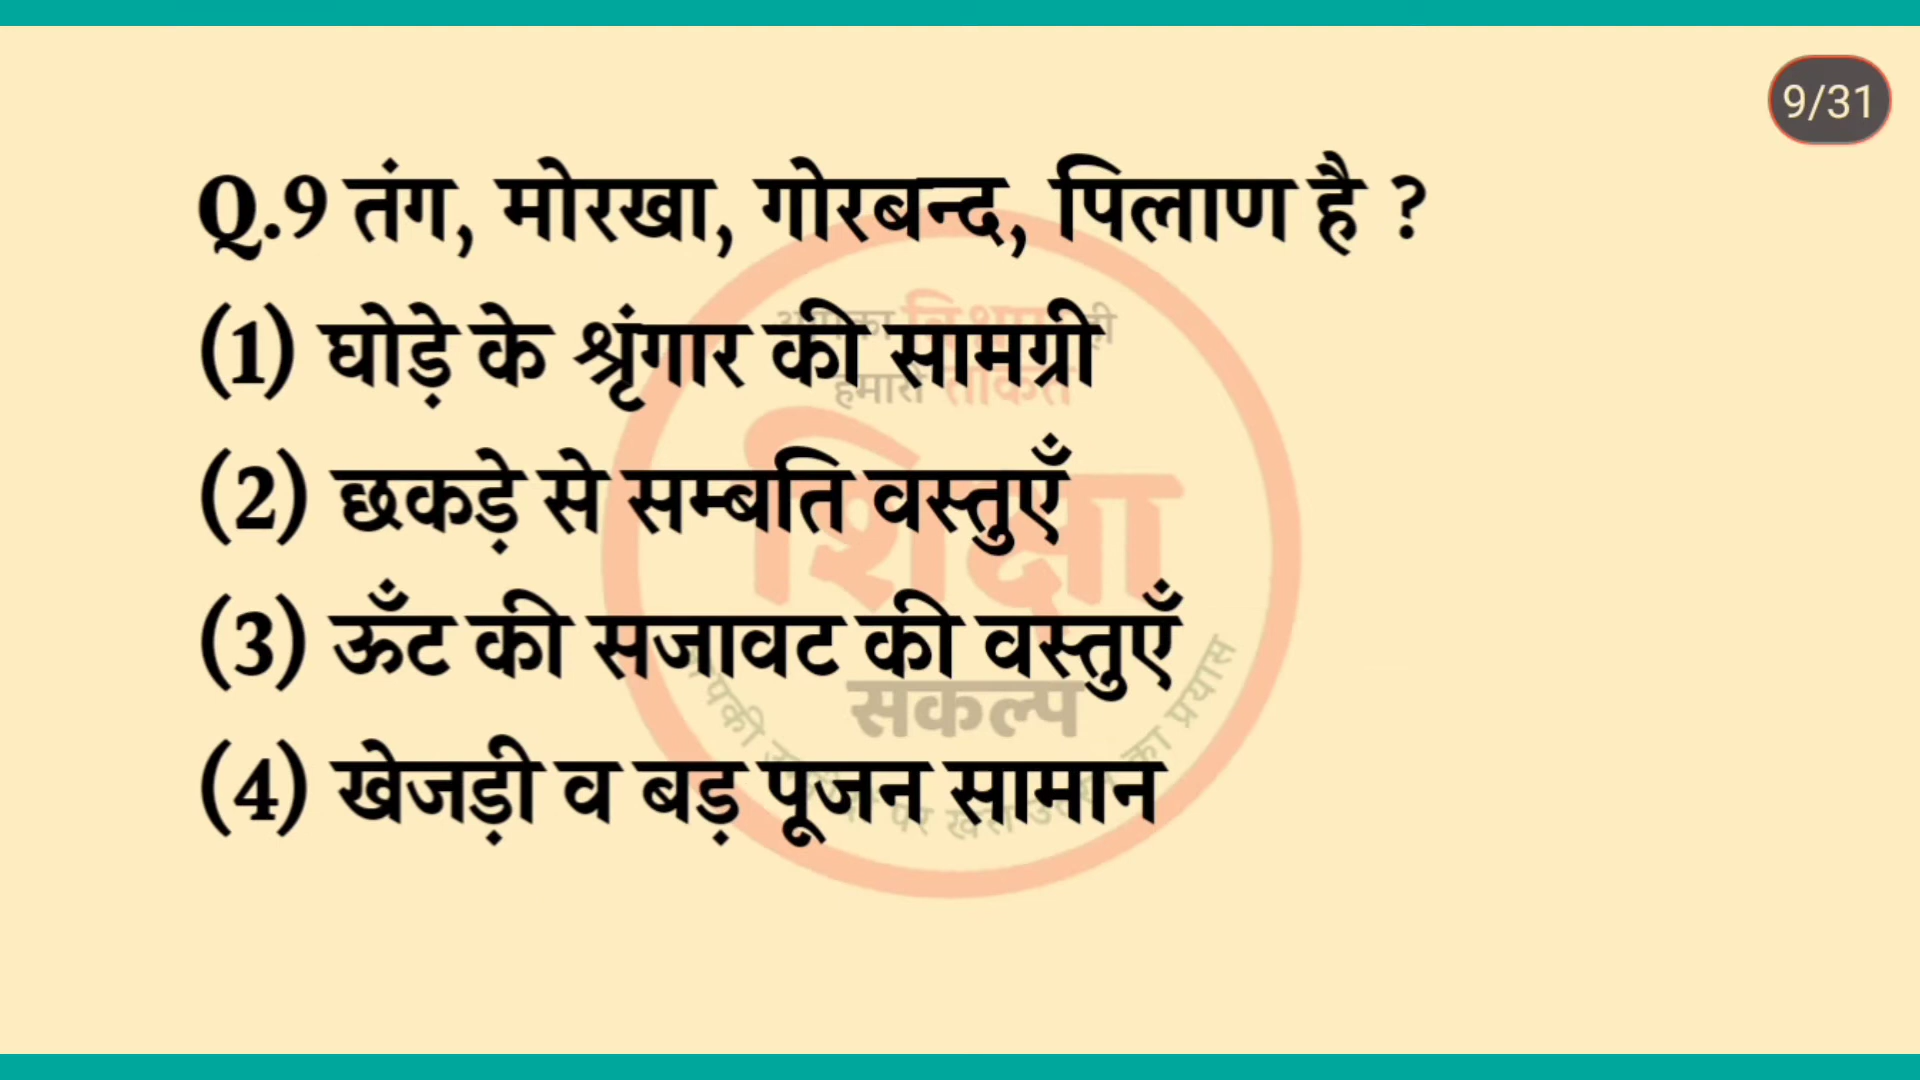 9/31
Q.9 तंग, मोरखा, गोरबन्द, पिलाण है ?
(1) घोड़े के श्रृंगार की सामग्री
(2) छकड़े से सम्बति वस्तुएँ
(3) ऊँट की सजावट की वस्तुएँ
(4) खेजड़ी व बड़ पूजन सामान
शिक्षा
सकल्प